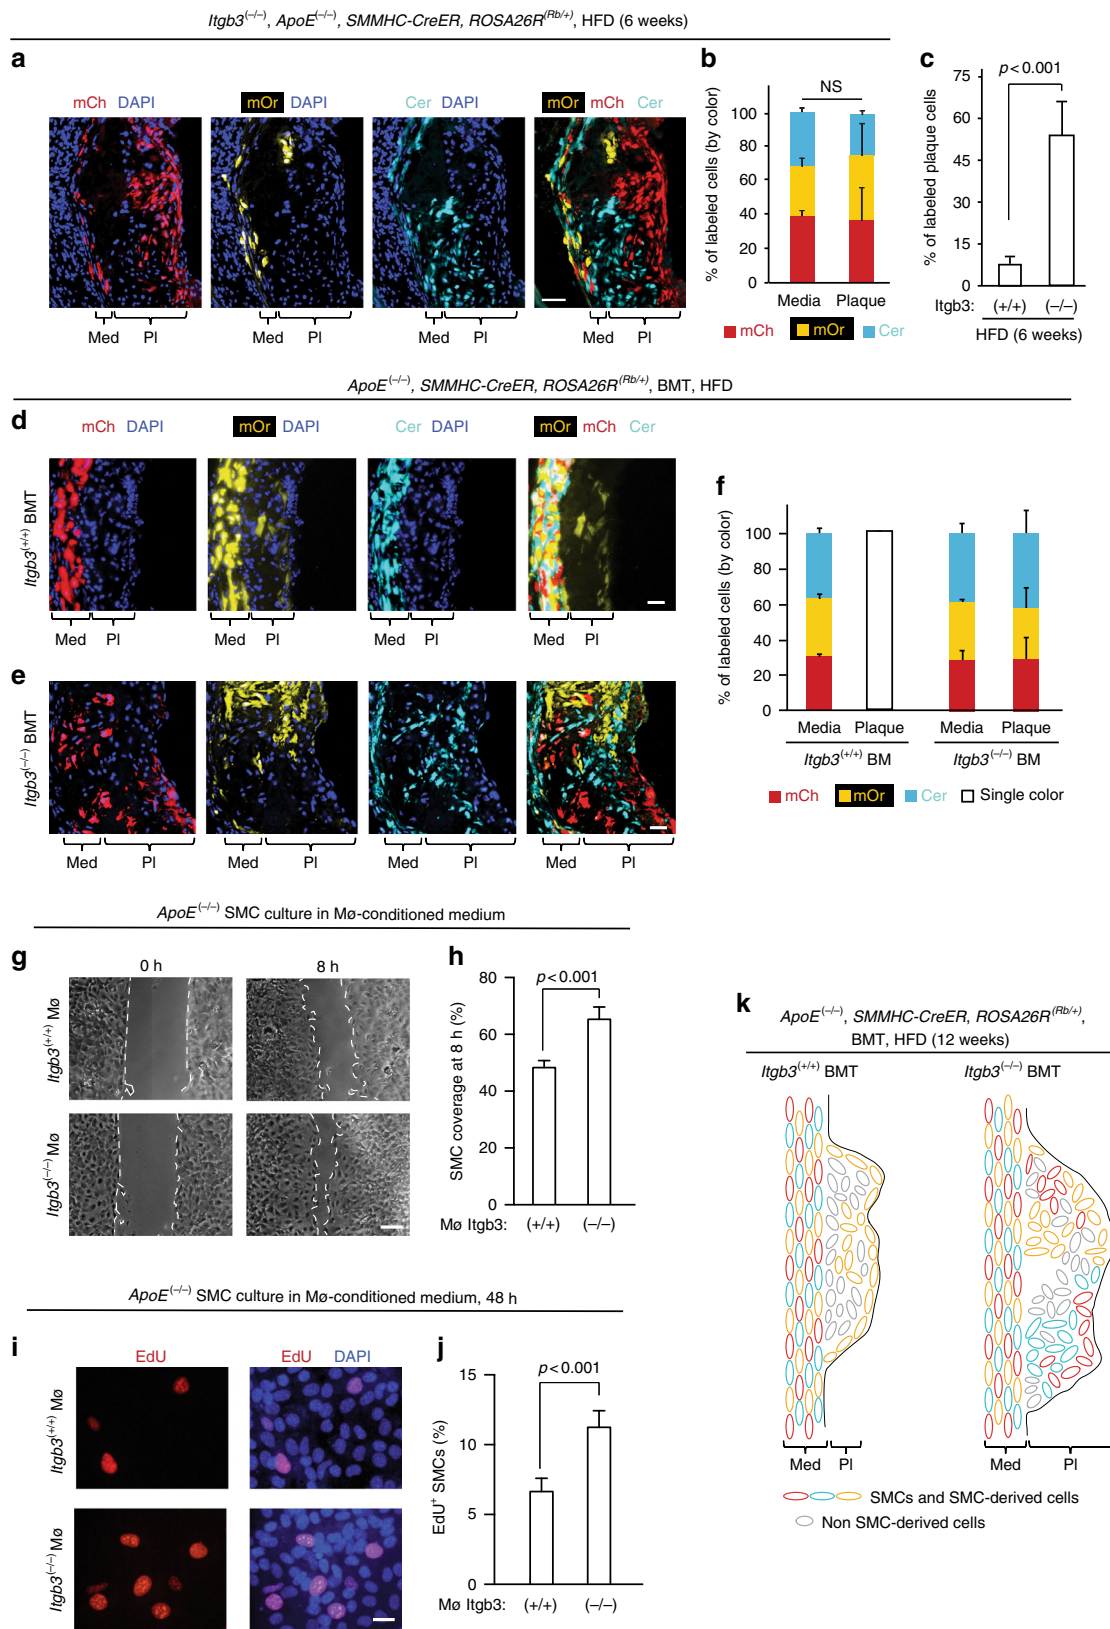 Itgb3(−/−), ApoE(−/−), SMMHC-CreER, ROSA26R(Rb/+), HFD (6 weeks)
a
mCh DAPI
mOr DAPI
Cer DAPI
mOr mCh Cer
Med Pl
Med Pl
Med Pl
Med Pl
b
NS
% of labeled cells (by color)
100
80
60
40
20
0
Media Plaque
mCh mOr Cer
c
p < 0.001
% of labeled plaque cells
75
60
45
30
15
0
Itgb3: (+/+) (−/−)
HFD (6 weeks)
ApoE(−/−), SMMHC-CreER, ROSA26R(Rb/+), BMT, HFD
d
mCh DAPI
mOr DAPI
Cer DAPI
mOr mCh Cer
Itgb3(+/+) BMT
Med Pl
Med Pl
Med Pl
Med Pl
e
Itgb3(−/−) BMT
Med Pl
Med Pl
Med Pl
Med Pl
f
% of labeled cells (by color)
100
80
60
40
20
0
Media Plaque Media Plaque
Itgb3(+/+) BM Itgb3(−/−) BM
mCh mOr Cer Single color
ApoE(−/−) SMC culture in Mø-conditioned medium
g
0 h 8 h
Itgb3(+/+) Mø
Itgb3(−/−) Mø
h
p < 0.001
SMC coverage at 8 h (%)
80
60
40
20
0
Mø Itgb3: (+/+) (−/−)
ApoE(−/−) SMC culture in Mø-conditioned medium, 48 h
i
EdU
EdU DAPI
Itgb3(+/+) Mø
Itgb3(−/−) Mø
j
p < 0.001
EdU+ SMCs (%)
15
10
5
0
Mø Itgb3: (+/+) (−/−)
k
ApoE(−/−), SMMHC-CreER, ROSA26R(Rb/+),
BMT, HFD (12 weeks)
Itgb3(+/+) BMT Itgb3(−/−) BMT
Med Pl
Med Pl
SMCs and SMC-derived cells
Non SMC-derived cells